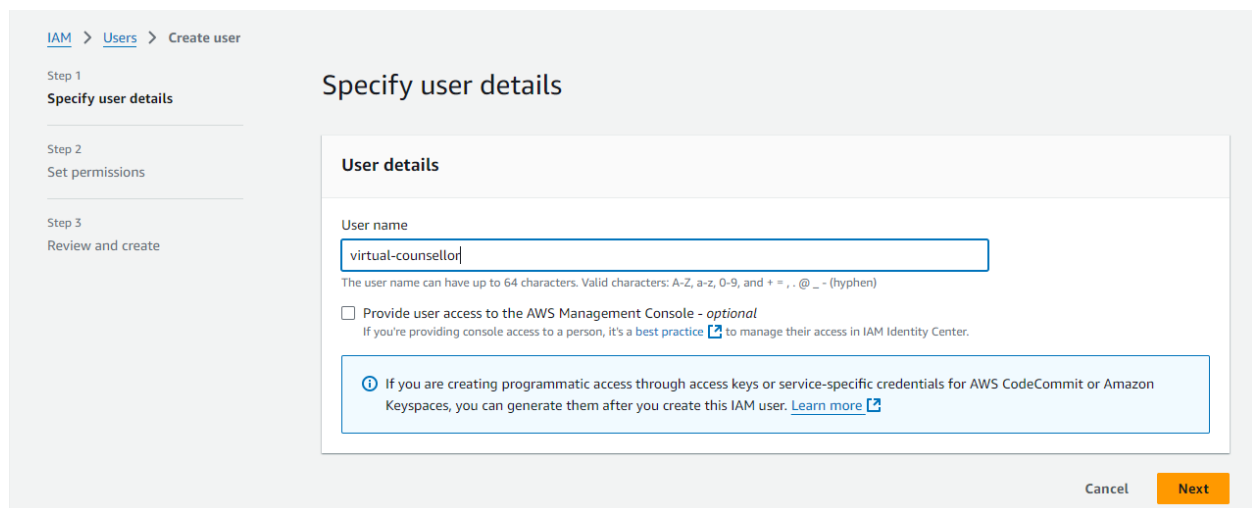 IAM > Users > Create user
Step 1
Specify user details
Step 2
Set permissions
Step 3
Review and create
Specify user details
User details
User name
virtual-counsellor
The user name can have up to 64 characters. Valid characters: A-Z, a-z, 0-9, and + = , . @ _ - (hyphen)
Provide user access to the AWS Management Console - optional
If you're providing console access to a person, it's a best practice to manage their access in IAM Identity Center.
If you are creating programmatic access through access keys or service-specific credentials for AWS CodeCommit or Amazon
Keyspaces, you can generate them after you create this IAM user. Learn more
Cancel
Next